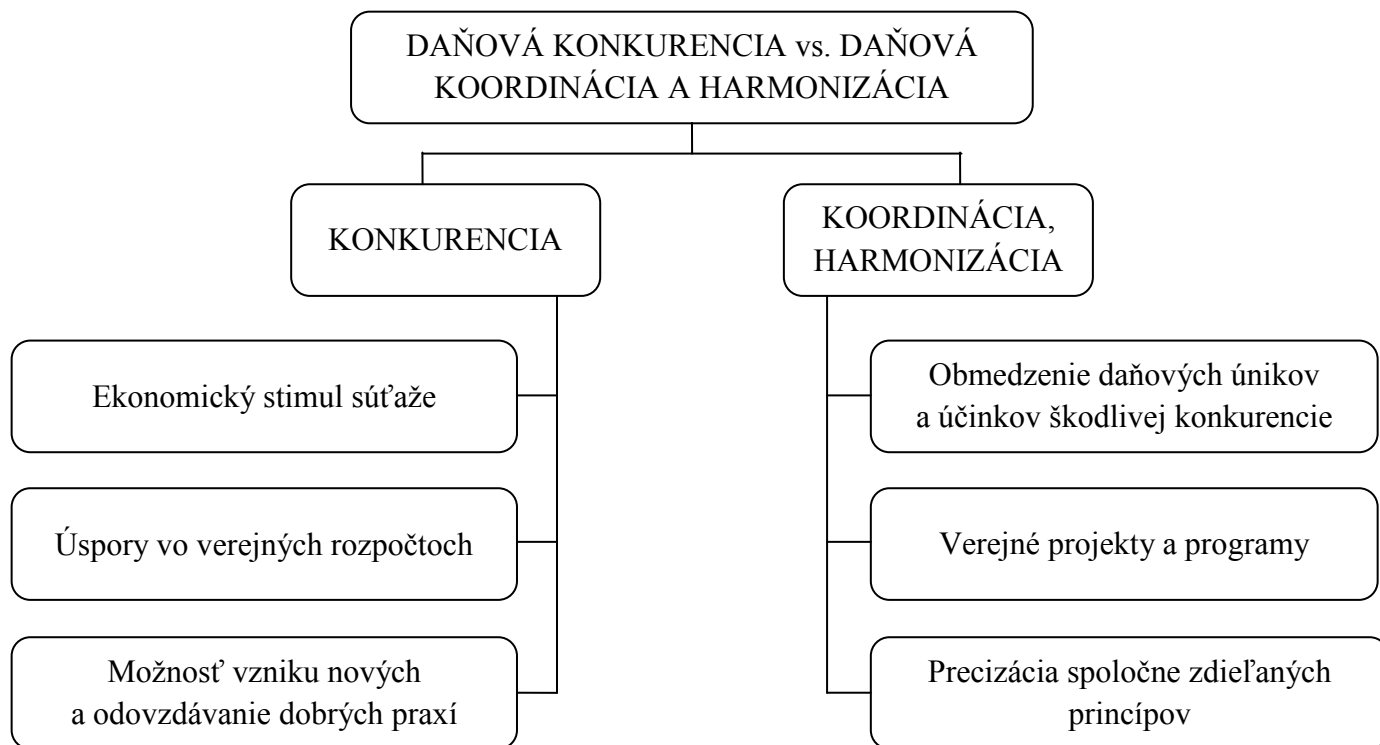 DAŇOVÁ KONKURENCIA vs. DAŇOVÁ
KOORDINÁCIA A HARMONIZÁCIA
KONKURENCIA
KOORDINÁCIA,
HARMONIZÁCIA
Ekonomický stimul súťaže
Úspory vo verejných rozpočtoch
Možnosť vzniku nových
a odovzdávanie dobrých praxí
Obmedzenie daňových únikov
a účinkov škodlivej konkurencie
Verejné projekty a programy
Precizácia spoločne zdieľaných
princípov